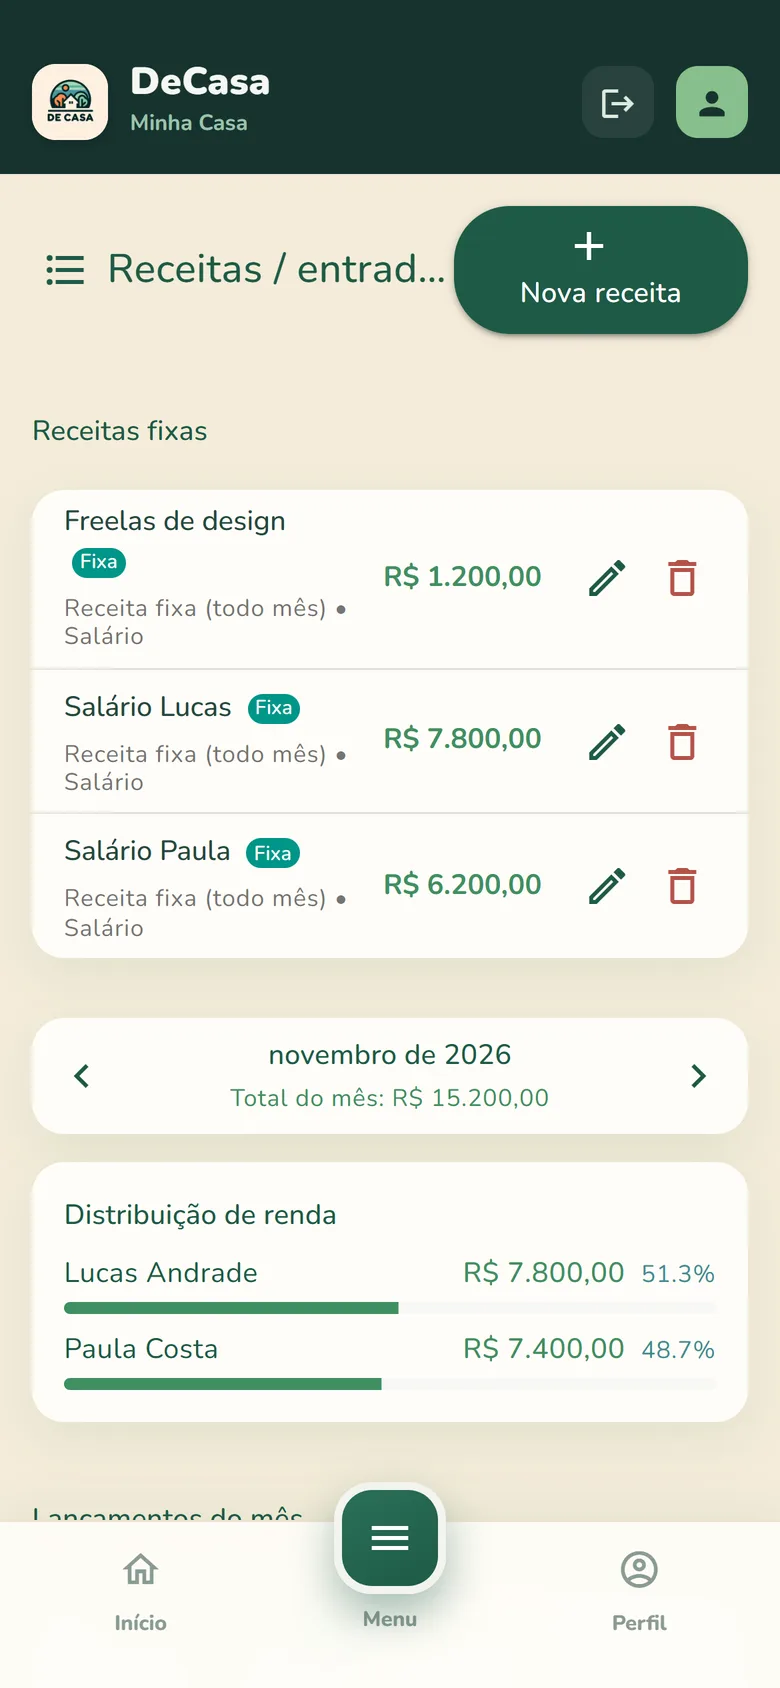 DE CASA
DeCasa
Minha Casa
Receitas / entrad...
Nova receita
Receitas fixas
Freelas de design
Fixa
Receita fixa (todo mês) •
Salário
R$ 1.200,00
Salário Lucas Fixa
Receita fixa (todo mês) •
Salário
R$ 7.800,00
Salário Paula Fixa
Receita fixa (todo mês) •
Salário
R$ 6.200,00
novembro de 2026
Total do mês: R$ 15.200,00
Distribuição de renda
Lucas Andrade R$ 7.800,00 51.3%
Paula Costa R$ 7.400,00 48.7%
Lançamentos do mês
Início
Menu
Perfil